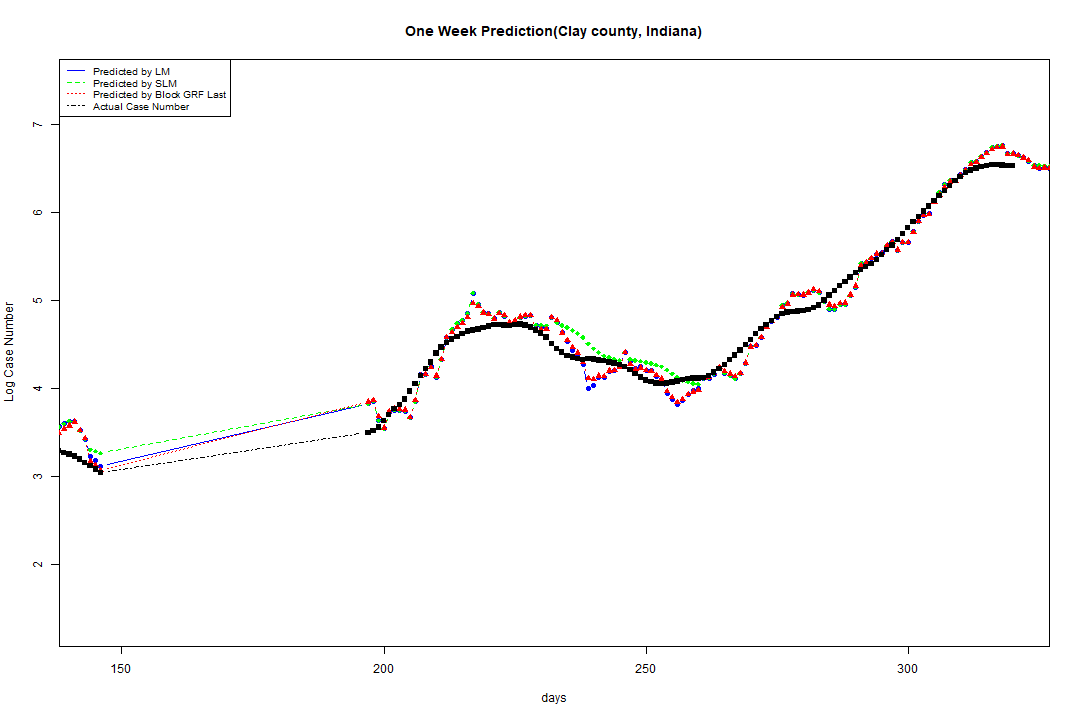 One Week Prediction(Clay county, Indiana)
Predicted by LM
Predicted by SLM
Predicted by Block GRF Last
Actual Case Number
7
6
5
4
3
2
Log Case Number
150 200 250 300
days